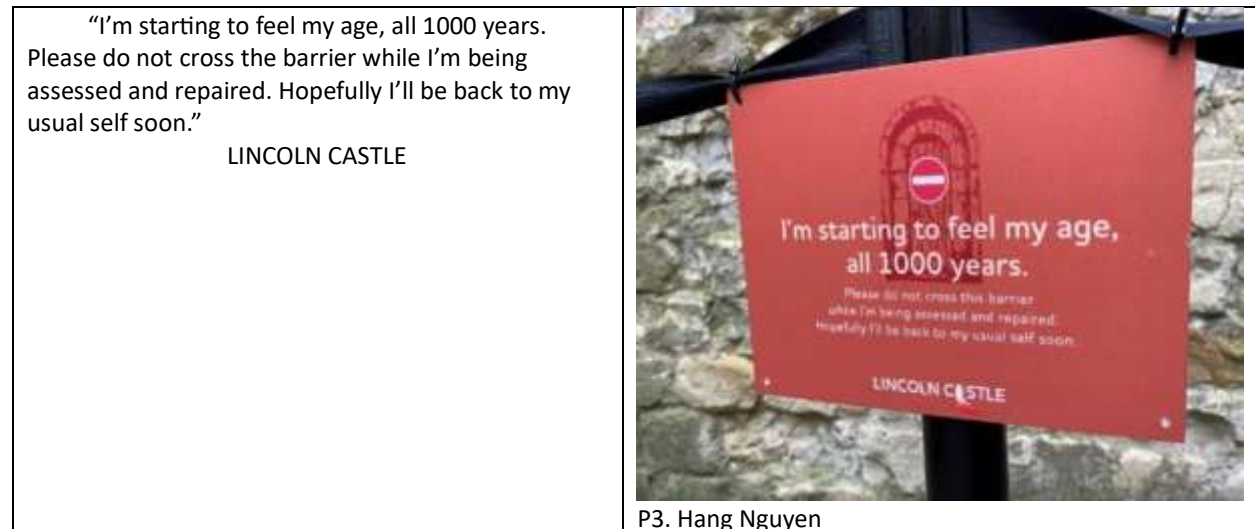 “I’m starting to feel my age, all 1000 years.
Please do not cross the barrier while I’m being
assessed and repaired. Hopefully I’ll be back to my
usual self soon.”
LINCOLN CASTLE
I'm starting to feel my age,
all 1000 years.
Please do not cross this barrier
while I'm being assessed and repaired.
Hopefully I'll be back to my usual self soon
LINCOLN CASTLE
P3. Hang Nguyen